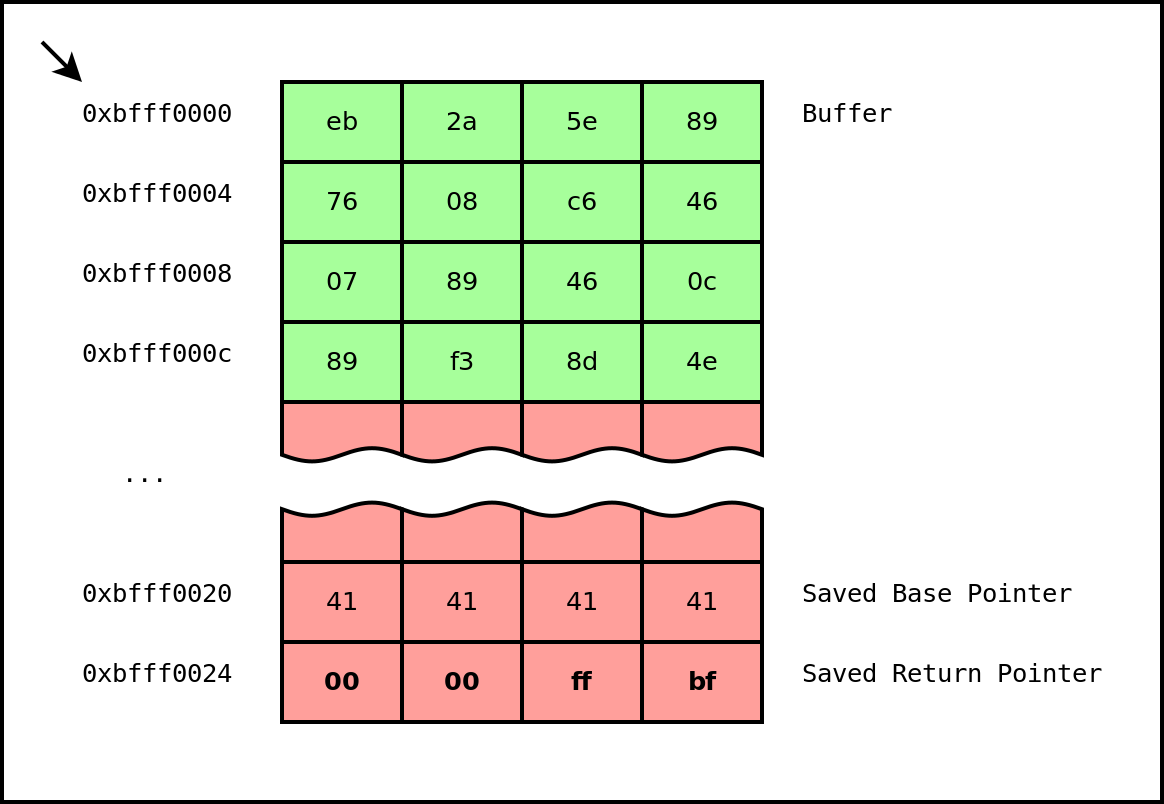 0xbfff0000 eb 2a 5e 89 Buffer
0xbfff0004 76 08 c6 46
0xbfff0008 07 89 46 0c
0xbfff000c 89 f3 8d 4e
...
0xbfff0020 41 41 41 41 Saved Base Pointer
0xbfff0024 00 00 ff bf Saved Return Pointer